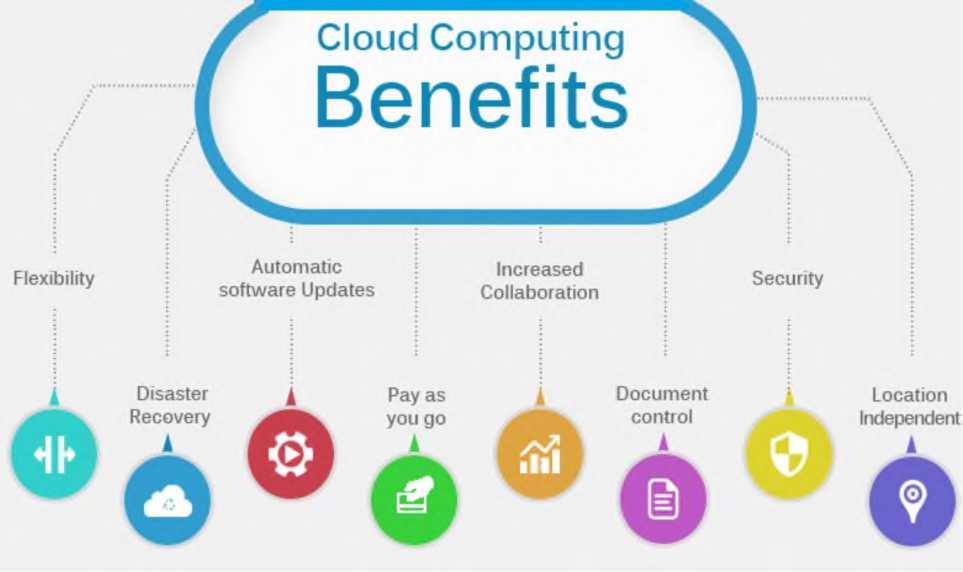 Cloud Computing
Benefits
Flexibility
Automatic
software Updates
Increased
Collaboration
Security
Disaster
Recovery
Pay as
you go
Document
control
Location
Independent